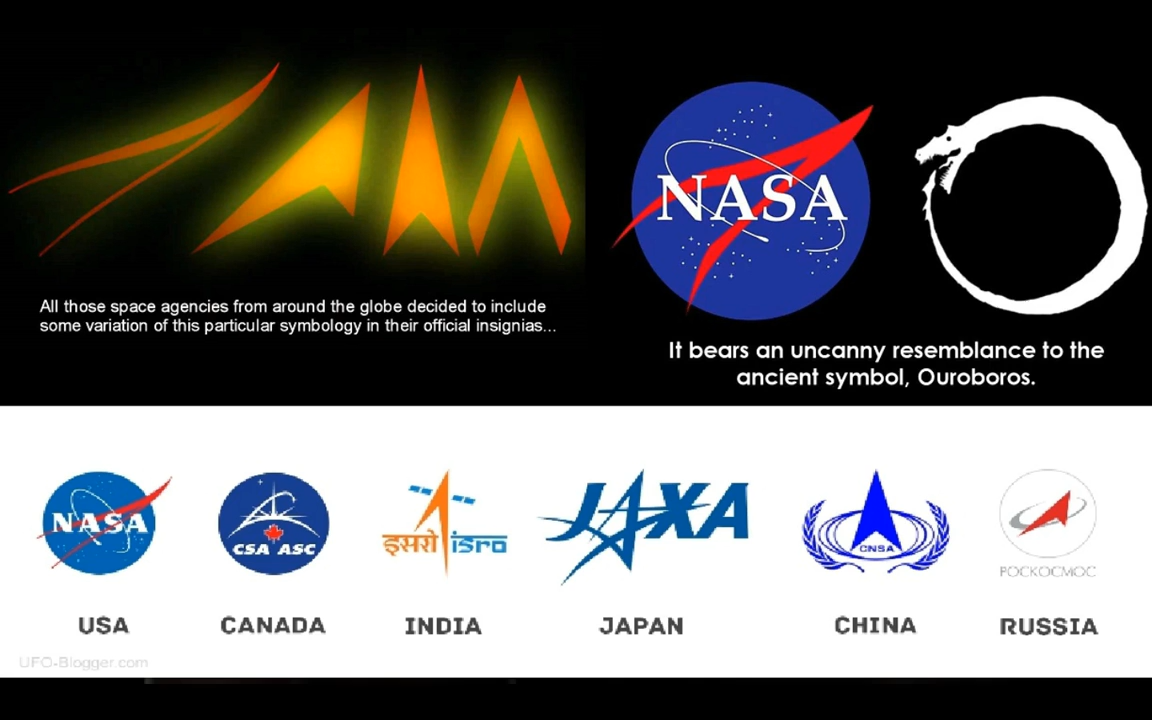 All those space agencies from around the globe decided to include
some variation of this particular symbology in their official insignias...
NASA
It bears an uncanny resemblance to the
ancient symbol, Ouroboros.
NASA
CSA ASC
इसरो isro
JAXA
CNSA
РОСКОСМОС
USA
CANADA
INDIA
JAPAN
CHINA
RUSSIA
UFO-Blogger.com